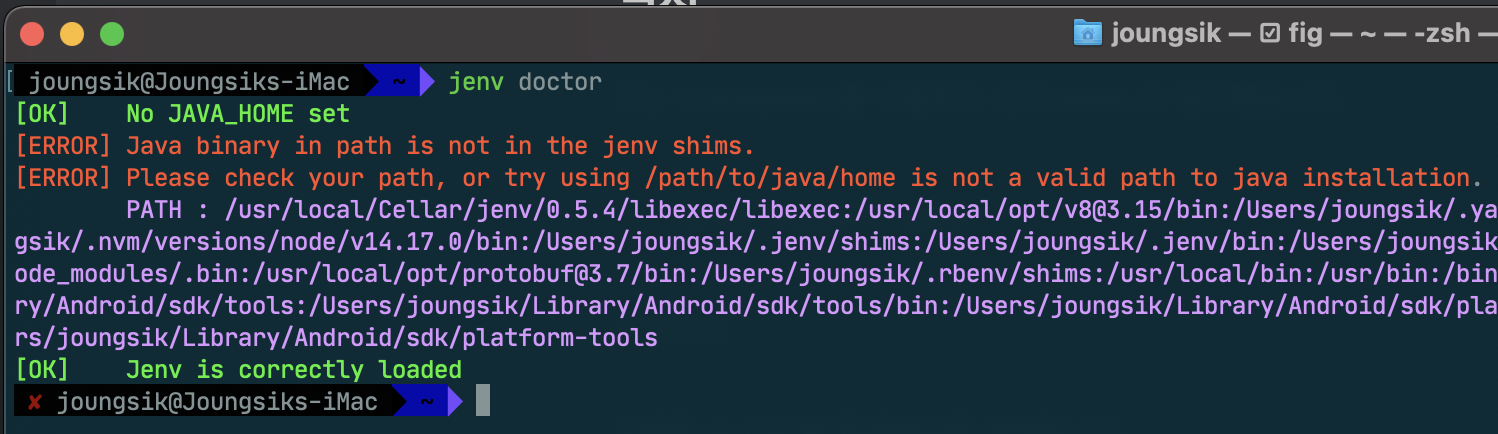 joungsik — fig — ~ — -zsh —
joungsik@Joungsiks-iMac ~ jenv doctor
[OK] No JAVA_HOME set
[ERROR] Java binary in path is not in the jenv shims.
[ERROR] Please check your path, or try using /path/to/java/home is not a valid path to java installation.
PATH : /usr/local/Cellar/jenv/0.5.4/libexec/libexec:/usr/local/opt/v8@3.15/bin:/Users/joungsik/.ya
gsik/.nvm/versions/node/v14.17.0/bin:/Users/joungsik/.jenv/shims:/Users/joungsik/.jenv/bin:/Users/joungsik
ode_modules/.bin:/usr/local/opt/protobuf@3.7/bin:/Users/joungsik/.rbenv/shims:/usr/local/bin:/usr/bin:/bin
ry/Android/sdk/tools:/Users/joungsik/Library/Android/sdk/tools/bin:/Users/joungsik/Library/Android/sdk/pla
rs/joungsik/Library/Android/sdk/platform-tools
[OK] Jenv is correctly loaded
✘ joungsik@Joungsiks-iMac ~